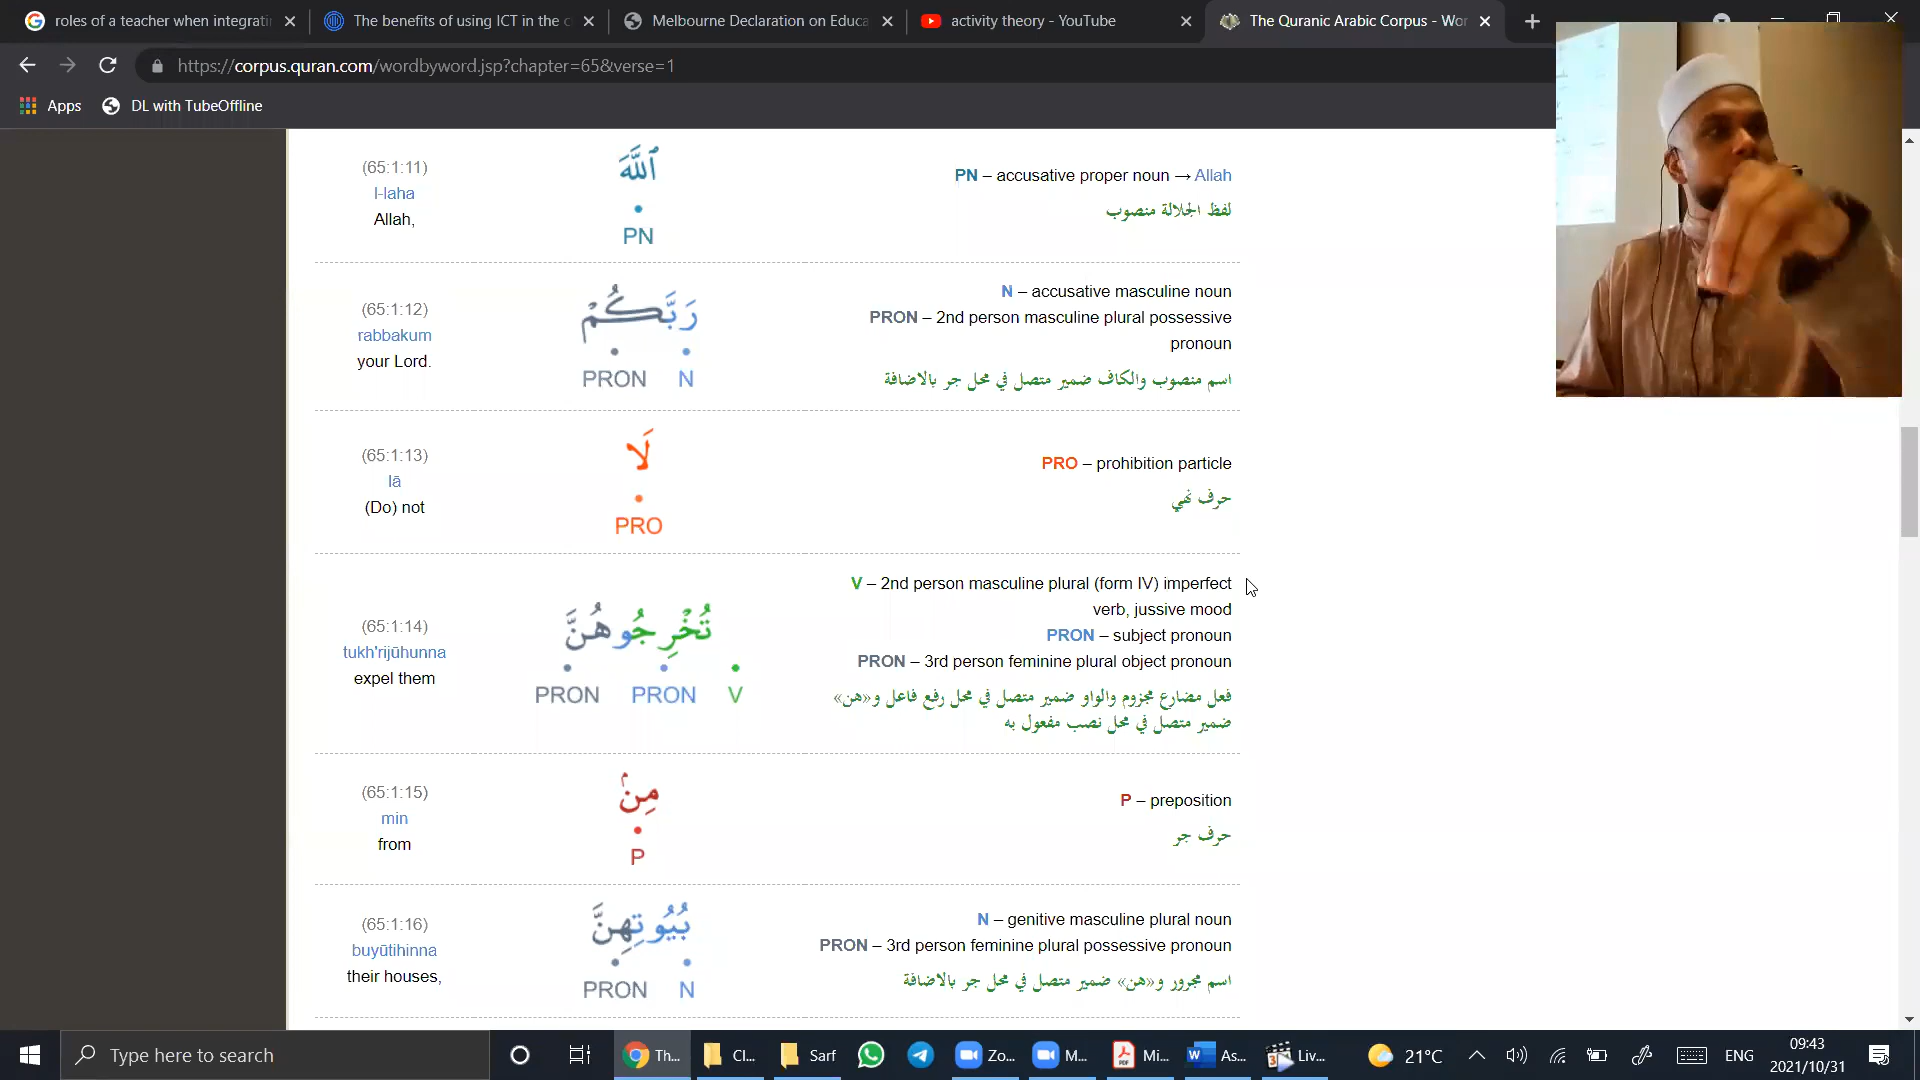 roles of a teacher when integrati
The benefits of using ICT in the c
Melbourne Declaration on Educa
activity theory - YouTube
The Quranic Arabic Corpus - Wor
https://corpus.quran.com/wordbyword.jsp?chapter=65&verse=1
Apps
DL with TubeOffline
(65:1:11)
l-laha
Allah,
ٱللَّهَ
PN
PN – accusative proper noun → Allah
لفظ الجلالة منصوب
(65:1:12)
rabbakum
your Lord.
رَبَّكُمْ
PRON N
N – accusative masculine noun
PRON – 2nd person masculine plural possessive
pronoun
اسم منصوب والكاف ضمير متصل في محل جر بالاضافة
(65:1:13)
lā
(Do) not
لَا
PRO
PRO – prohibition particle
حرف نهي
(65:1:14)
tukh'rijūhunna
expel them
تُخْرِجُوهُنَّ
PRON PRON V
V – 2nd person masculine plural (form IV) imperfect
verb, jussive mood
PRON – subject pronoun
PRON – 3rd person feminine plural object pronoun
فعل مضارع مجزوم والواو ضمير متصل في محل رفع فاعل و«هن»
ضمير متصل في محل نصب مفعول به
(65:1:15)
min
from
مِنۢ
P
P – preposition
حرف جر
(65:1:16)
buyūtihinna
their houses,
بُيُوتِهِنَّ
PRON N
N – genitive masculine plural noun
PRON – 3rd person feminine plural possessive pronoun
اسم مجرور و«هن» ضمير متصل في محل جر بالاضافة
Type here to search
Th...
Cl...
Sarf
Zo...
M...
Mi...
As...
Liv...
21°C
ENG
09:43
2021/10/31